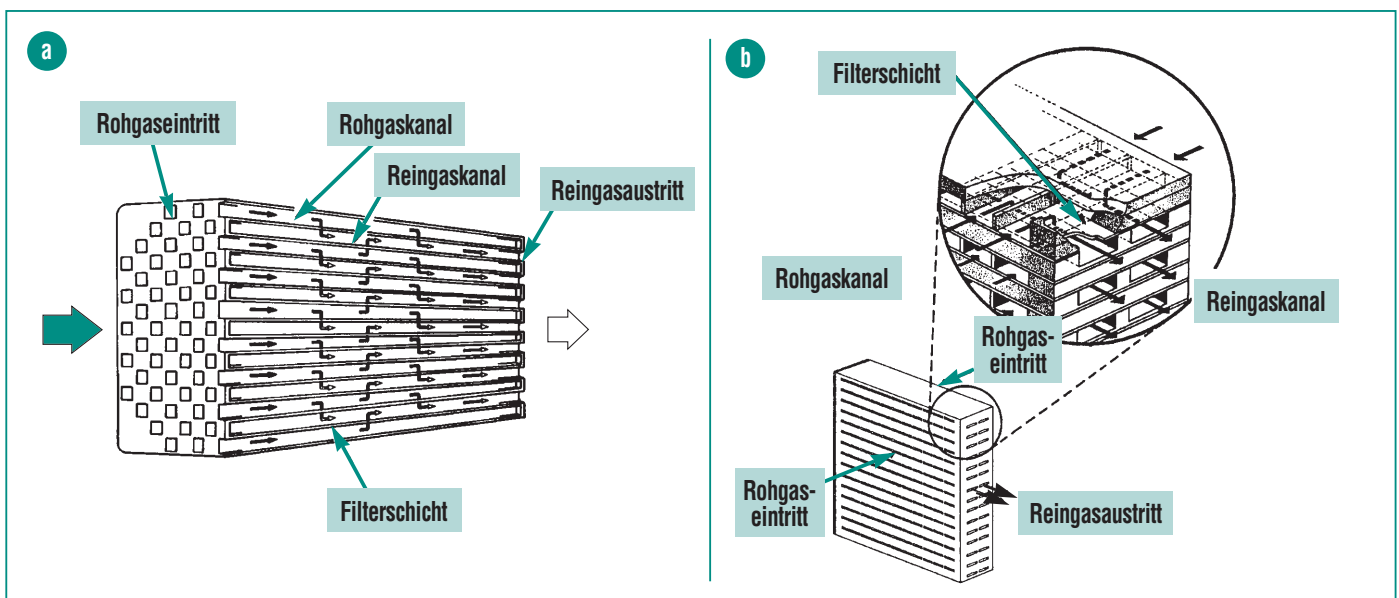 a
Rohgaseintritt
Rohgaskanal
Reingaskanal
Reingasaustritt
Filterschicht
b
Filterschicht
Rohgaskanal
Reingaskanal
Rohgas-
eintritt
Rohgas-
eintritt
Reingasaustritt